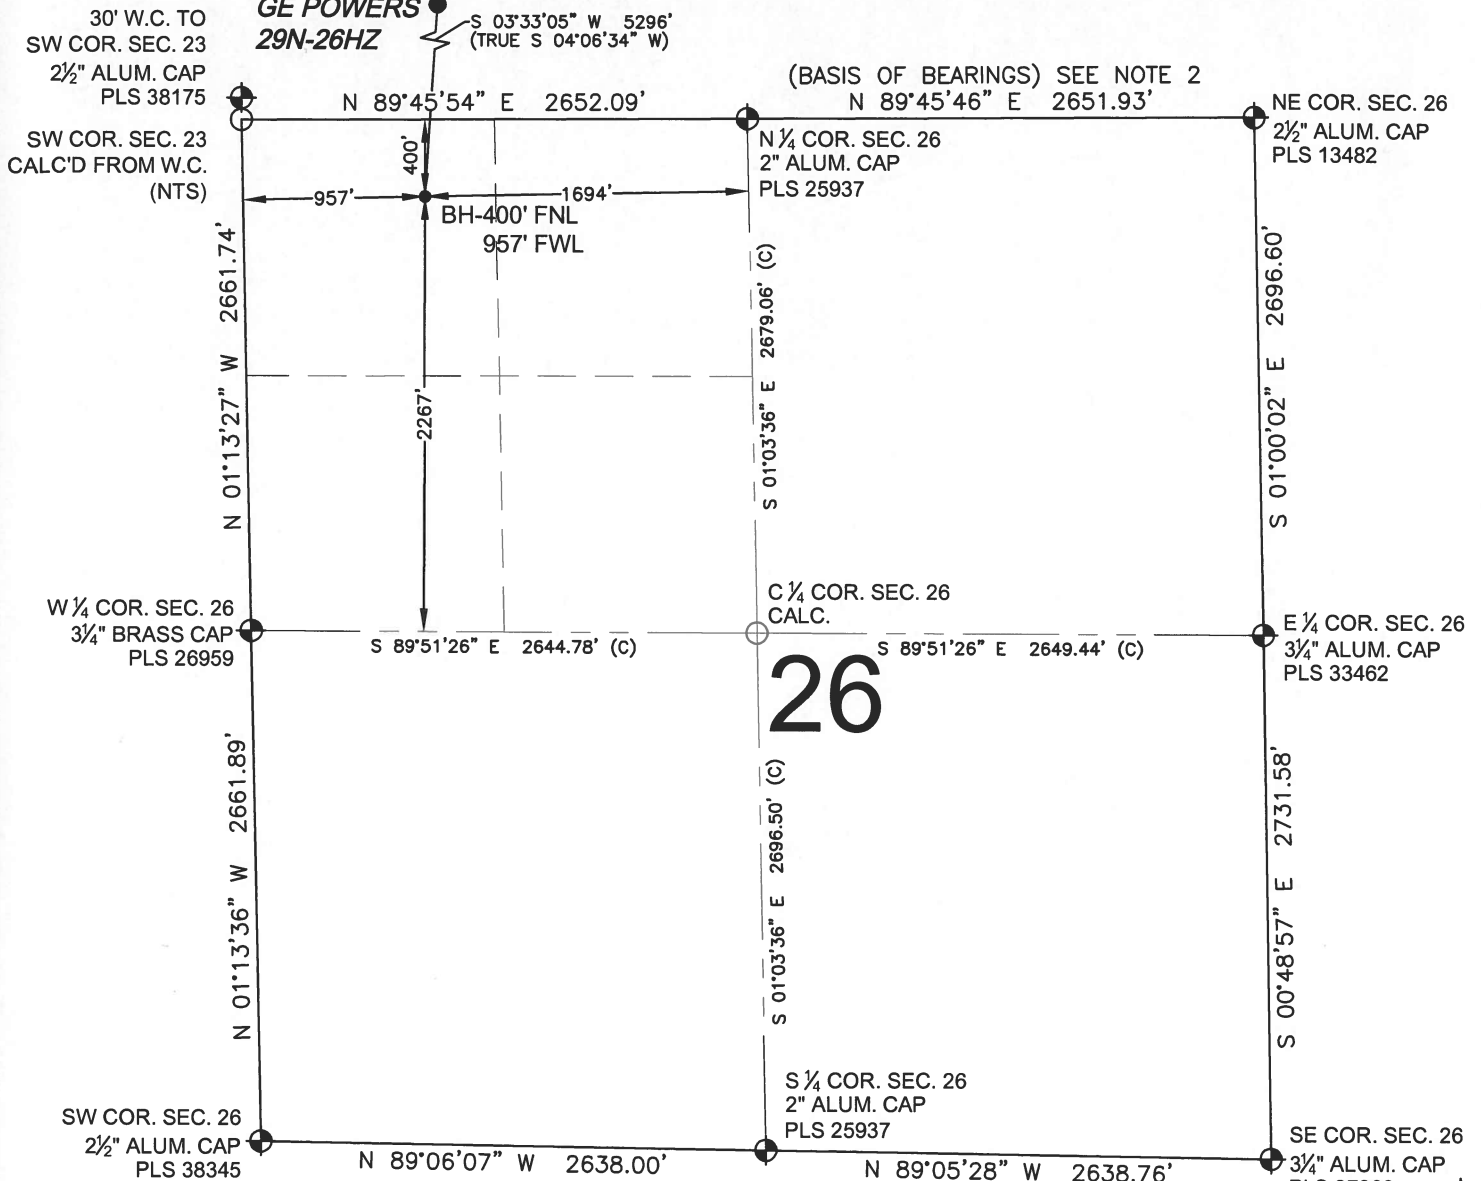 30' W.C. TO
SW COR. SEC. 23
2½" ALUM. CAP
PLS 38175
GE POWERS
29N-26HZ
S 03°33'05" W 5296'
(TRUE S 04°06'34" W)
(BASIS OF BEARINGS) SEE NOTE 2
N 89°45'54" E 2652.09'
N 89°45'46" E 2651.93'
NE COR. SEC. 26
2½" ALUM. CAP
PLS 13482
SW COR. SEC. 23
CALC'D FROM W.C.
(NTS)
N ¼ COR. SEC. 26
2" ALUM. CAP
PLS 25937
400'
957'
1694'
BH-400' FNL
957' FWL
N 01°13'27" W 2661.74'
2267'
S 01°03'36" E 2679.06' (C)
S 01°00'02" E 2696.60'
W ¼ COR. SEC. 26
3¼" BRASS CAP
PLS 26959
C ¼ COR. SEC. 26
CALC.
E ¼ COR. SEC. 26
3¼" ALUM. CAP
PLS 33462
S 89°51'26" E 2644.78' (C)
S 89°51'26" E 2649.44' (C)
26
N 01°13'36" W 2661.89'
S 01°03'36" E 2696.50' (C)
S 00°48'57" E 2731.58'
S ¼ COR. SEC. 26
2" ALUM. CAP
PLS 25937
SW COR. SEC. 26
2½" ALUM. CAP
PLS 38345
N 89°06'07" W 2638.00'
N 89°05'28" W 2638.76'
SE COR. SEC. 26
3¼" ALUM. CAP